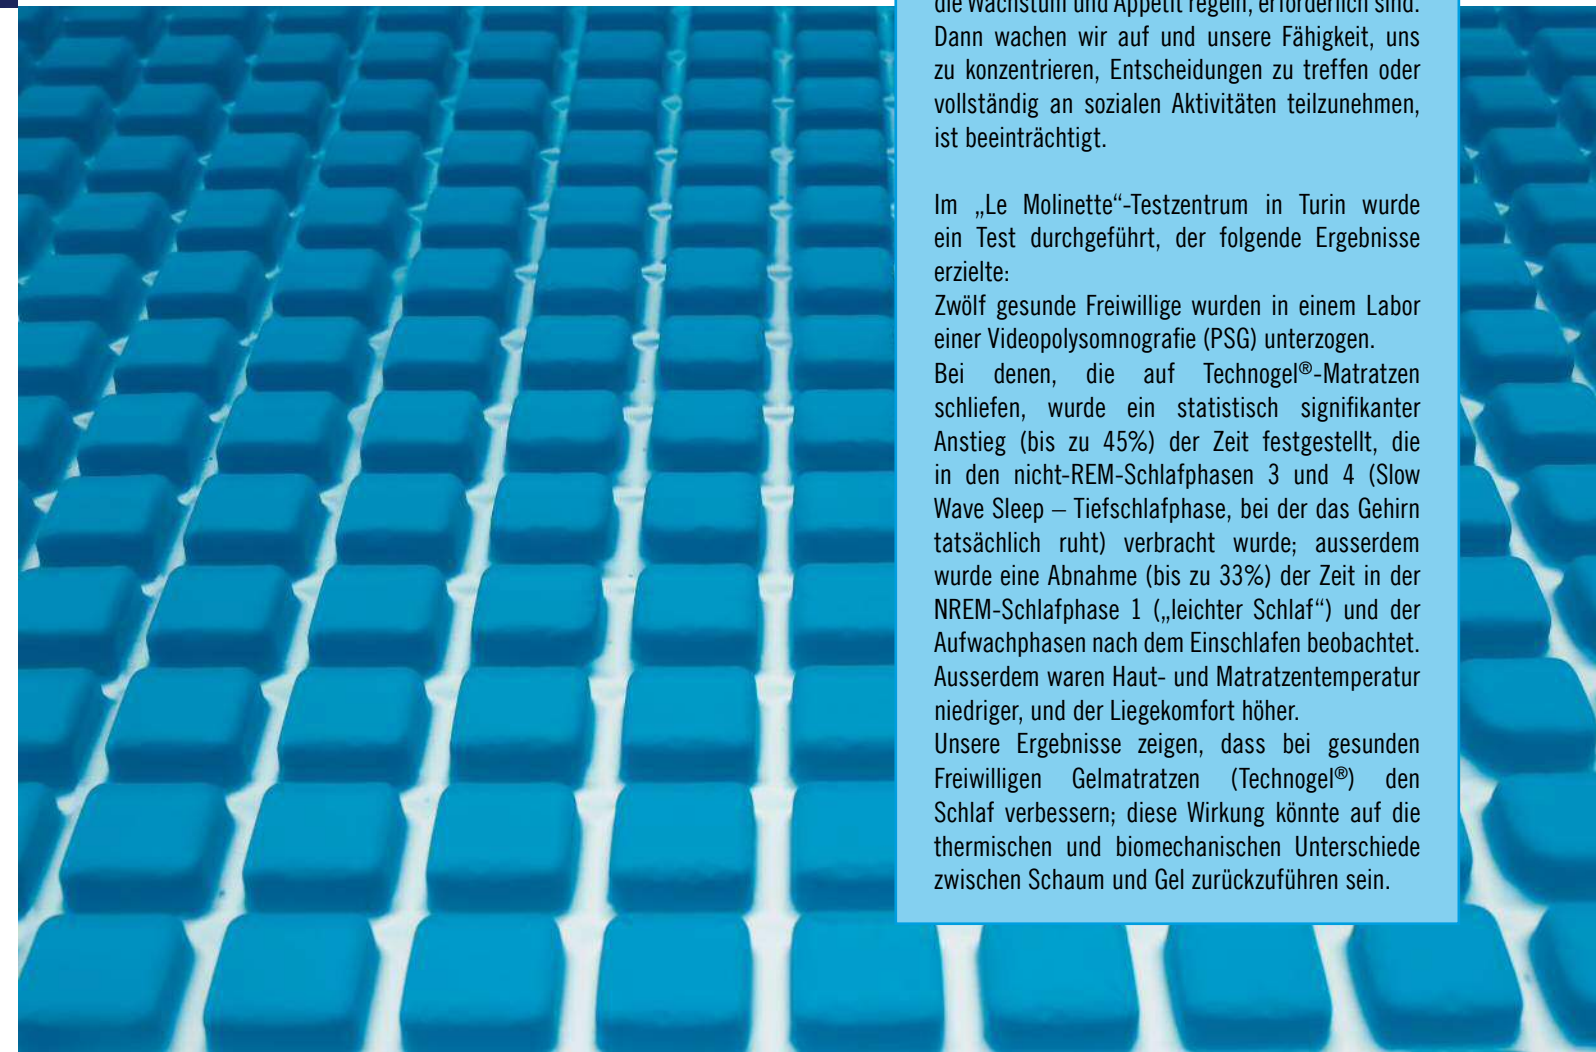 die Wachstum und Appetit regeln, erforderlich sind.
Dann wachen wir auf und unsere Fähigkeit, uns
zu konzentrieren, Entscheidungen zu treffen oder
vollständig an sozialen Aktivitäten teilzunehmen,
ist beeinträchtigt.
Im „Le Molinette“-Testzentrum in Turin wurde
ein Test durchgeführt, der folgende Ergebnisse
erzielte:
Zwölf gesunde Freiwillige wurden in einem Labor
einer Videopolysomnografie (PSG) unterzogen.
Bei denen, die auf Technogel®-Matratzen
schliefen, wurde ein statistisch signifikanter
Anstieg (bis zu 45%) der Zeit festgestellt, die
in den nicht-REM-Schlafphasen 3 und 4 (Slow
Wave Sleep – Tiefschlafphase, bei der das Gehirn
tatsächlich ruht) verbracht wurde; ausserdem
wurde eine Abnahme (bis zu 33%) der Zeit in der
NREM-Schlafphase 1 („leichter Schlaf“) und der
Aufwachphasen nach dem Einschlafen beobachtet.
Ausserdem waren Haut- und Matratzentemperatur
niedriger, und der Liegekomfort höher.
Unsere Ergebnisse zeigen, dass bei gesunden
Freiwilligen Gelmatratzen (Technogel®) den
Schlaf verbessern; diese Wirkung könnte auf die
thermischen und biomechanischen Unterschiede
zwischen Schaum und Gel zurückzuführen sein.